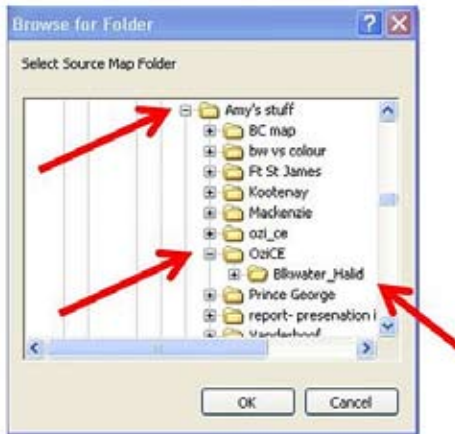 Browse for Folder
Select Source Map Folder
Amy's stuff
BC map
bw vs colour
Ft St James
Kootenay
Mackenzie
ozi_ce
OziCE
Blkwater_Halid
Prince George
report- presenation i
Vanderhoof
OK
Cancel